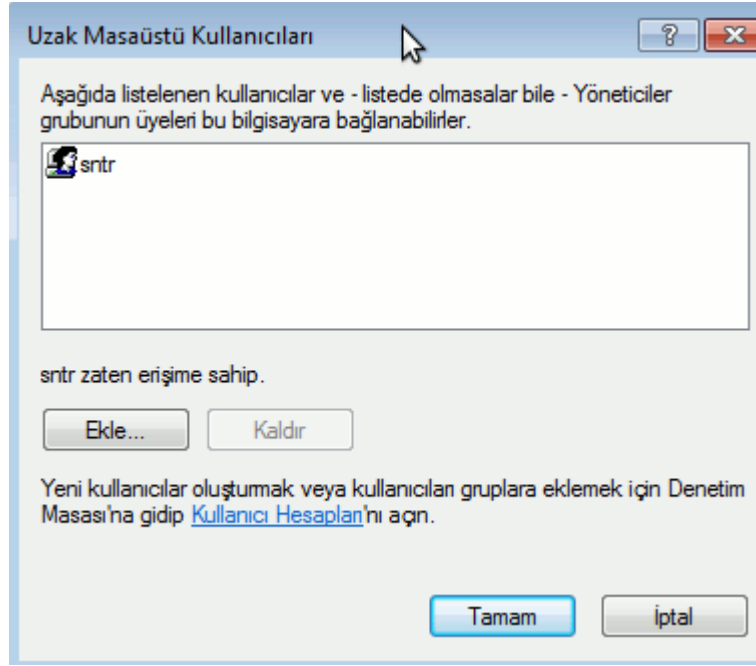 Uzak Masaüstü Kullanıcıları
Aşağıda listelenen kullanıcılar ve - listede olmasalar bile - Yöneticiler
grubunun üyeleri bu bilgisayara bağlanabilirler.
sntr
sntr zaten erişime sahip.
Ekle... Kaldır
Yeni kullanıcılar oluşturmak veya kullanıcıları gruplara eklemek için Denetim
Masası'na gidip Kullanıcı Hesapları'nı açın.
Tamam İptal